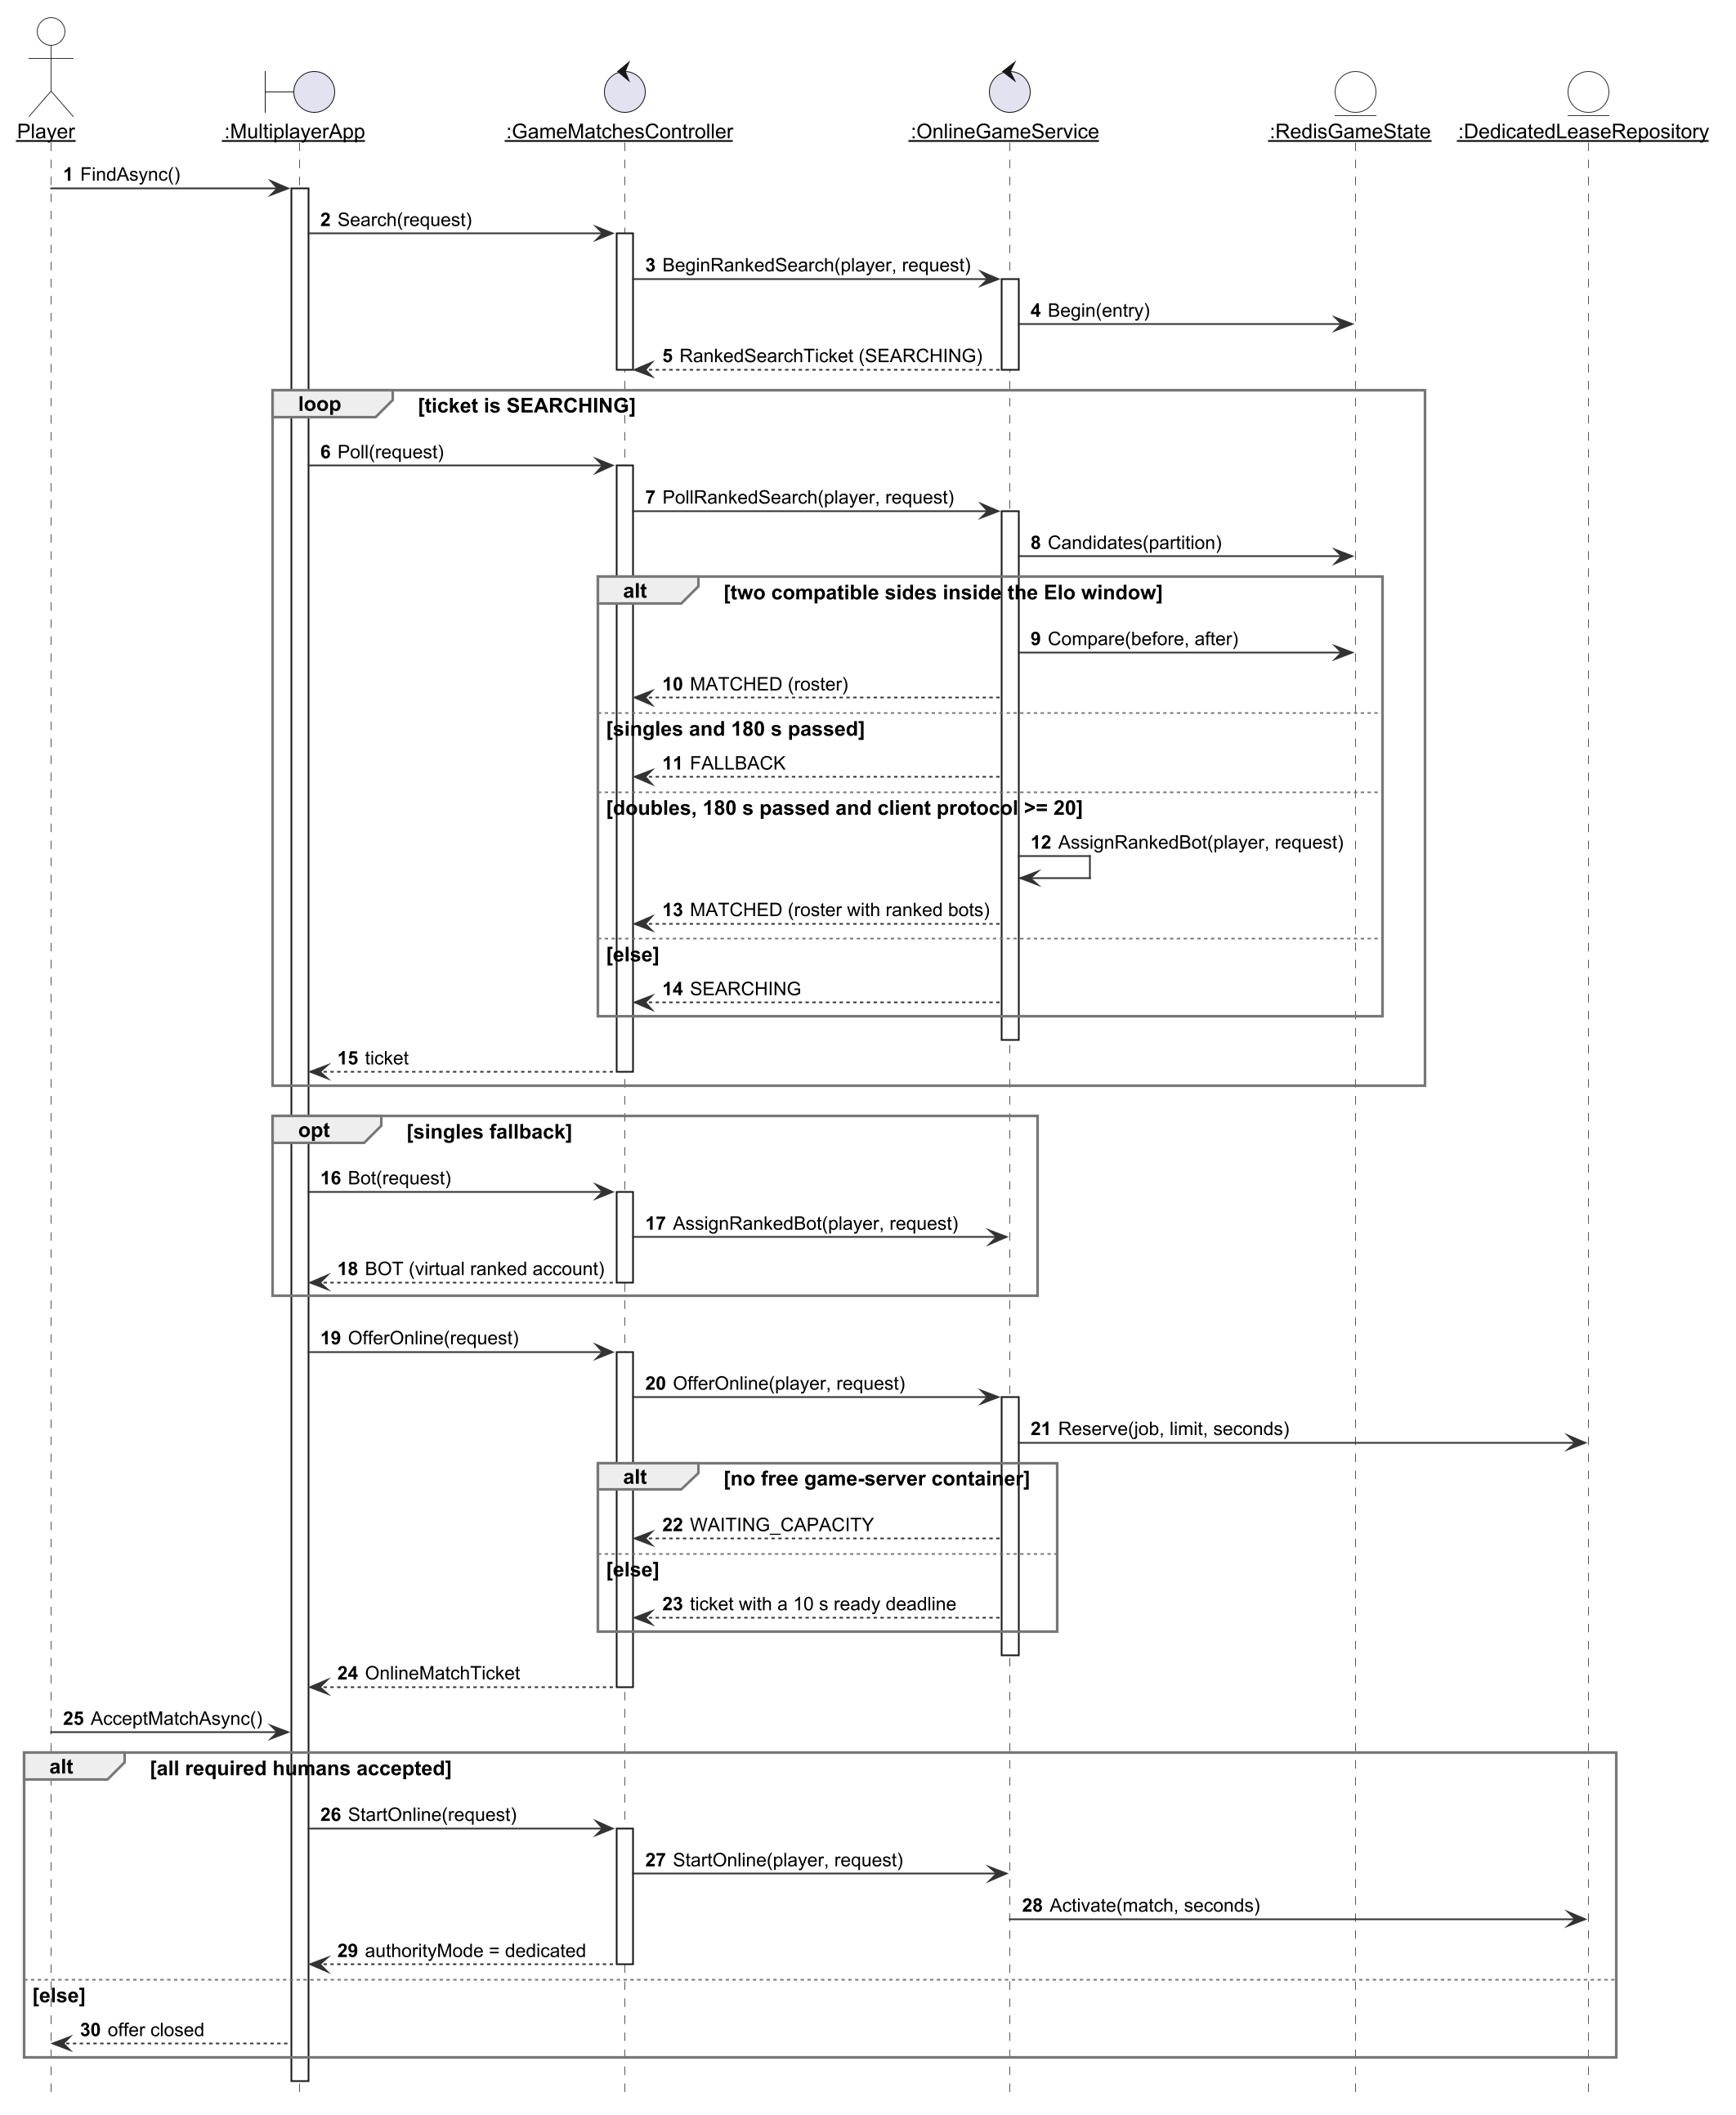 Player
:MultiplayerApp
:GameMatchesController
:OnlineGameService
:RedisGameState
:DedicatedLeaseRepository
1 FindAsync()
2 Search(request)
3 BeginRankedSearch(player, request)
4 Begin(entry)
5 RankedSearchTicket (SEARCHING)
loop [ticket is SEARCHING]
6 Poll(request)
7 PollRankedSearch(player, request)
8 Candidates(partition)
alt [two compatible sides inside the Elo window]
9 Compare(before, after)
10 MATCHED (roster)
[singles and 180 s passed]
11 FALLBACK
[doubles, 180 s passed and client protocol >= 20]
12 AssignRankedBot(player, request)
13 MATCHED (roster with ranked bots)
[else]
14 SEARCHING
15 ticket
opt [singles fallback]
16 Bot(request)
17 AssignRankedBot(player, request)
18 BOT (virtual ranked account)
19 OfferOnline(request)
20 OfferOnline(player, request)
21 Reserve(job, limit, seconds)
alt [no free game-server container]
22 WAITING_CAPACITY
[else]
23 ticket with a 10 s ready deadline
24 OnlineMatchTicket
25 AcceptMatchAsync()
alt [all required humans accepted]
26 StartOnline(request)
27 StartOnline(player, request)
28 Activate(match, seconds)
29 authorityMode = dedicated
[else]
30 offer closed